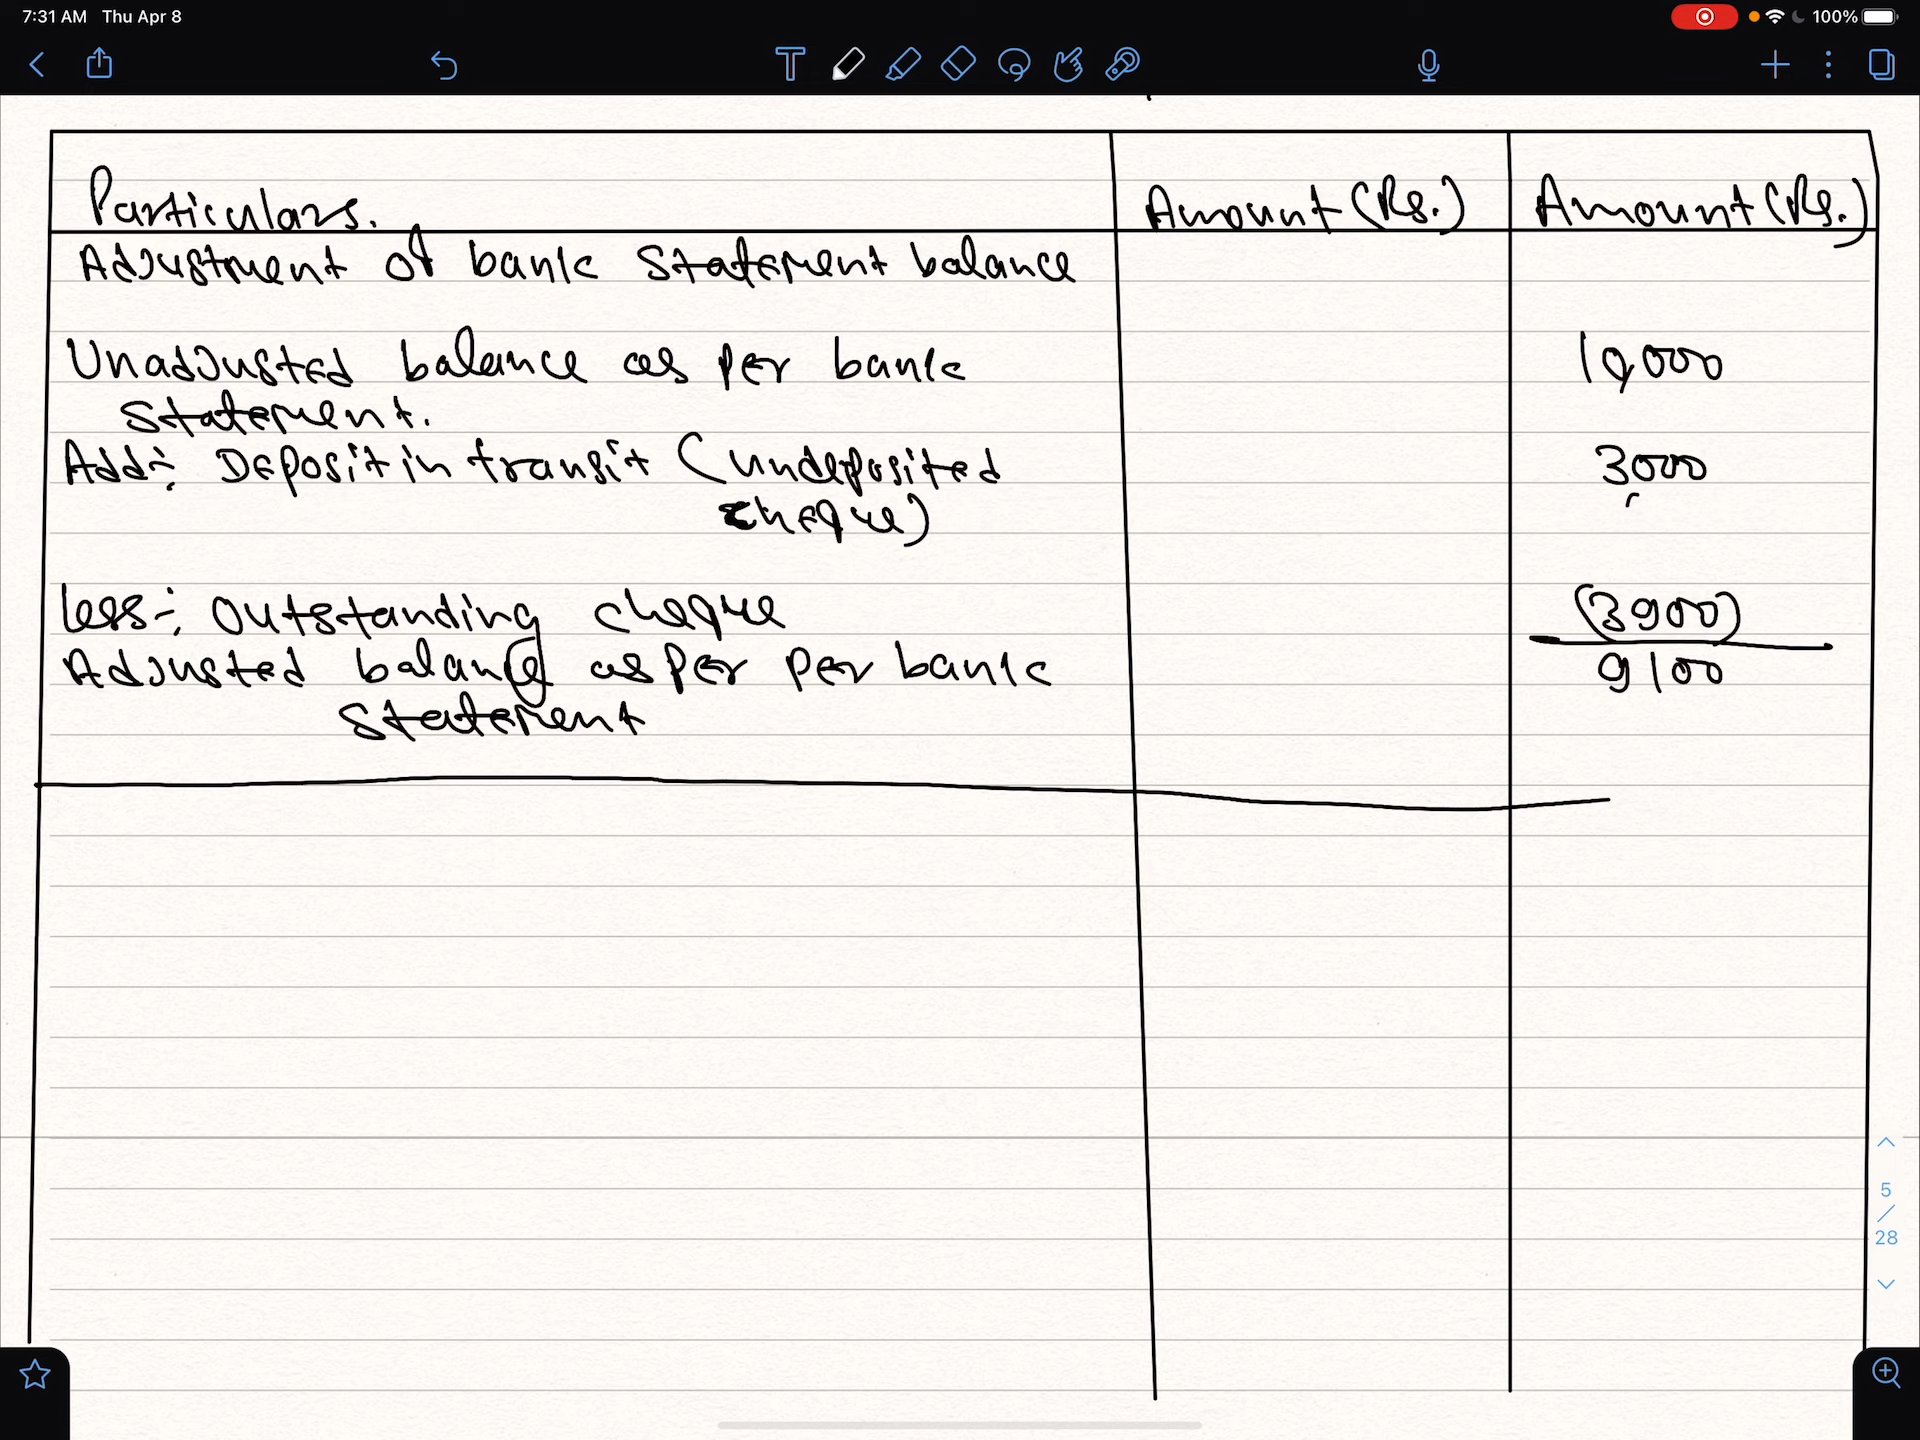 7:31 AM Thu Apr 8
100%
T
Particulars. Amount (Rs.) Amount (Rs.)
Adjustment of bank statement balance
Unadjusted balance as per bank 10,000
statement.
Add:- Deposit in transit (undeposited 3000
cheque)
Less:- Outstanding cheque (3900)
Adjusted balance as per per bank 9100
statement
5
/
28